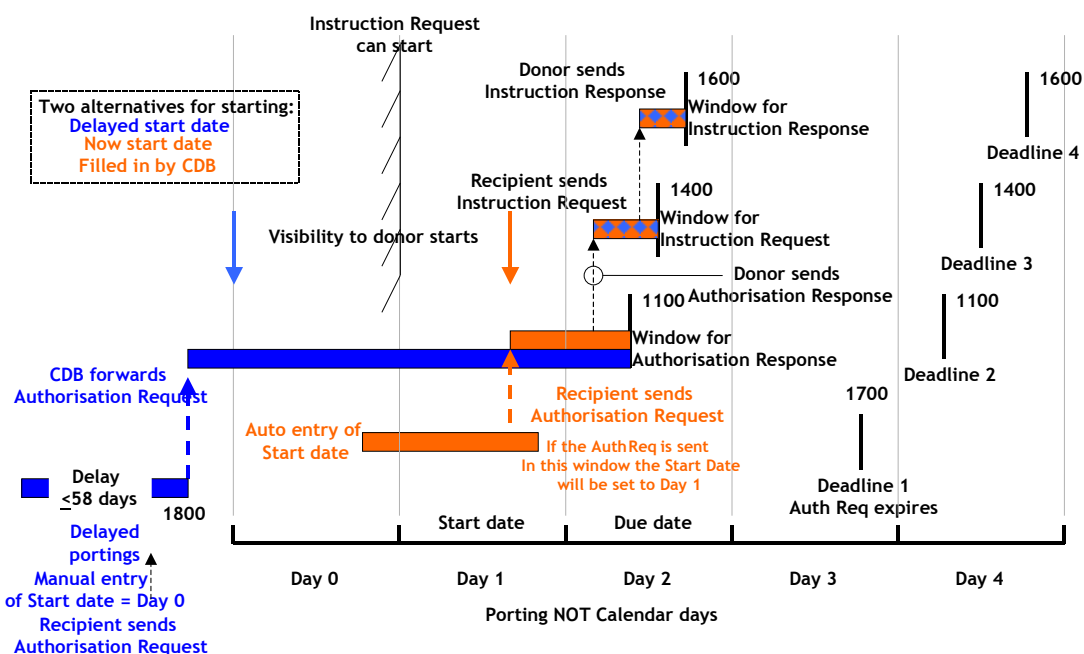 Instruction Request
can start
Donor sends
Instruction Response
1600
1600
Window for
Instruction Response
Deadline 4
Two alternatives for starting:
Delayed start date
Now start date
Filled in by CDB
Recipient sends
Instruction Request
1400
1400
Visibility to donor starts
Window for
Instruction Request
Deadline 3
Donor sends
Authorisation Response
1100
1100
Window for
Authorisation Response
Deadline 2
CDB forwards
Authorisation Request
Recipient sends
Authorisation Request
1700
Auto entry of
Start date
If the Auth Req is sent
In this window the Start Date
will be set to Day 1
Deadline 1
Auth Req expires
Delay
<58 days
1800
Start date
Due date
Delayed
portings
Manual entry
of Start date = Day 0
Recipient sends
Authorisation Request
Day 0
Day 1
Day 2
Day 3
Day 4
Porting NOT Calendar days